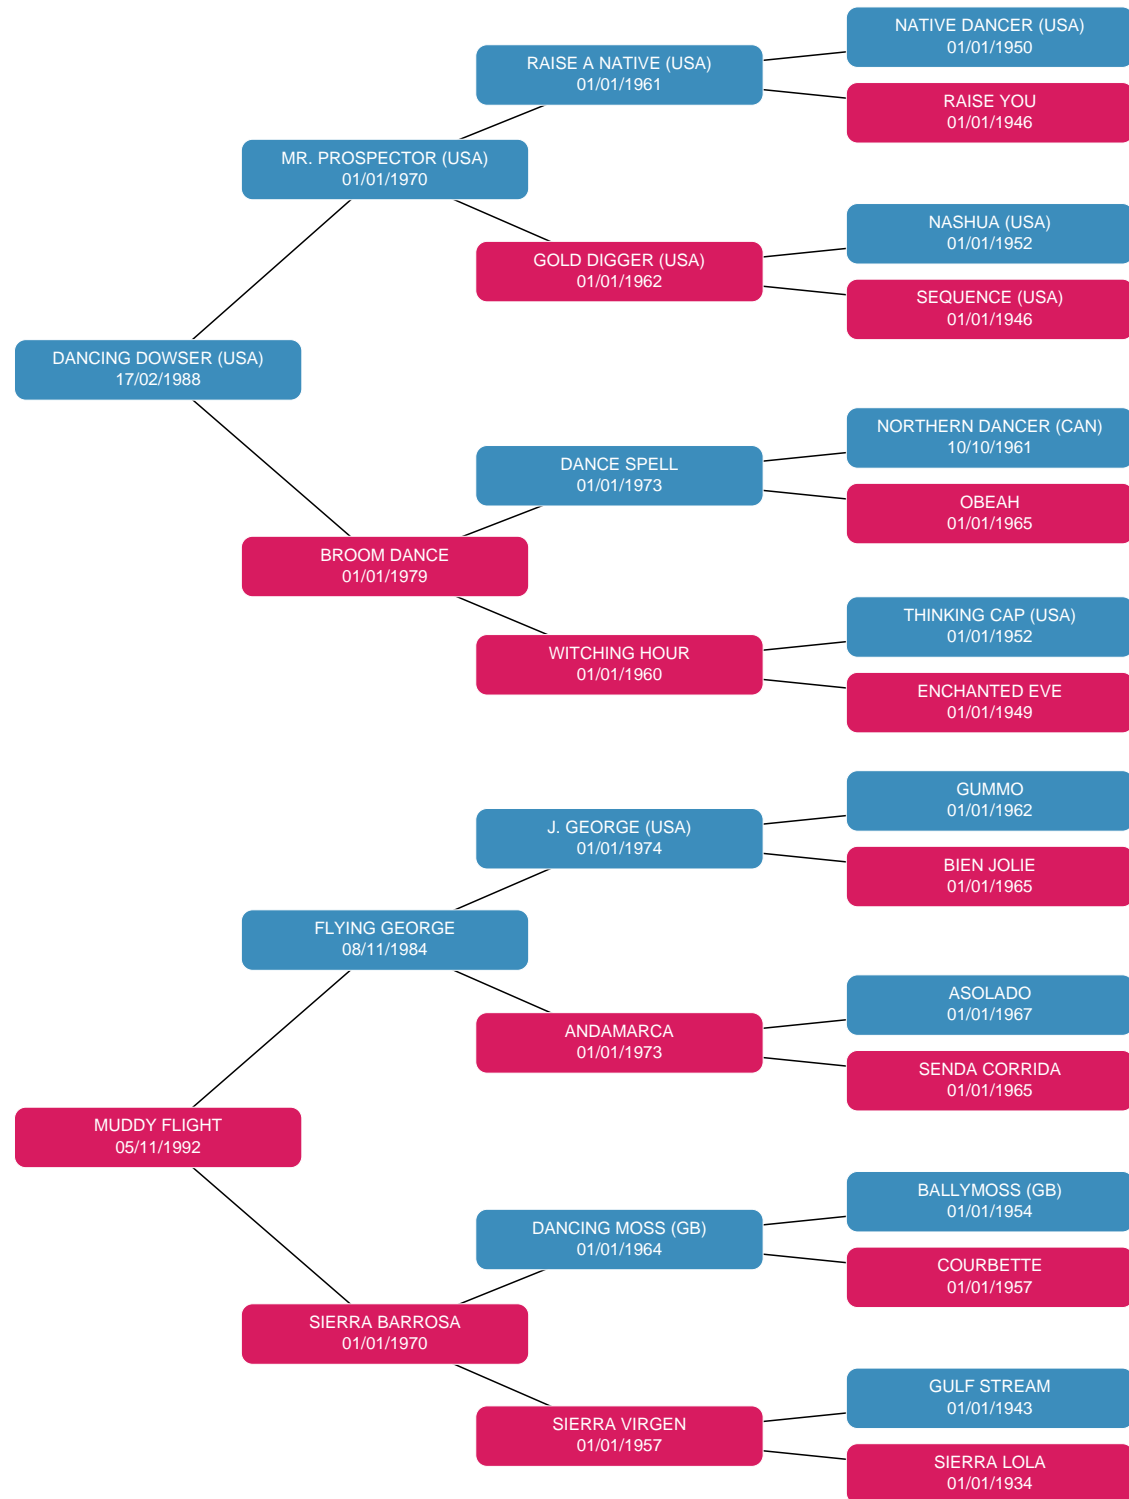 NATIVE DANCER (USA)
01/01/1950
RAISE A NATIVE (USA)
01/01/1961
RAISE YOU
01/01/1946
MR. PROSPECTOR (USA)
01/01/1970
NASHUA (USA)
01/01/1952
GOLD DIGGER (USA)
01/01/1962
SEQUENCE (USA)
01/01/1946
DANCING DOWSER (USA)
17/02/1988
NORTHERN DANCER (CAN)
10/10/1961
DANCE SPELL
01/01/1973
OBEAH
01/01/1965
BROOM DANCE
01/01/1979
THINKING CAP (USA)
01/01/1952
WITCHING HOUR
01/01/1960
ENCHANTED EVE
01/01/1949
GUMMO
01/01/1962
J. GEORGE (USA)
01/01/1974
BIEN JOLIE
01/01/1965
FLYING GEORGE
08/11/1984
ASOLADO
01/01/1967
ANDAMARCA
01/01/1973
SENDA CORRIDA
01/01/1965
MUDDY FLIGHT
05/11/1992
BALLYMOSS (GB)
01/01/1954
DANCING MOSS (GB)
01/01/1964
COURBETTE
01/01/1957
SIERRA BARROSA
01/01/1970
GULF STREAM
01/01/1943
SIERRA VIRGEN
01/01/1957
SIERRA LOLA
01/01/1934